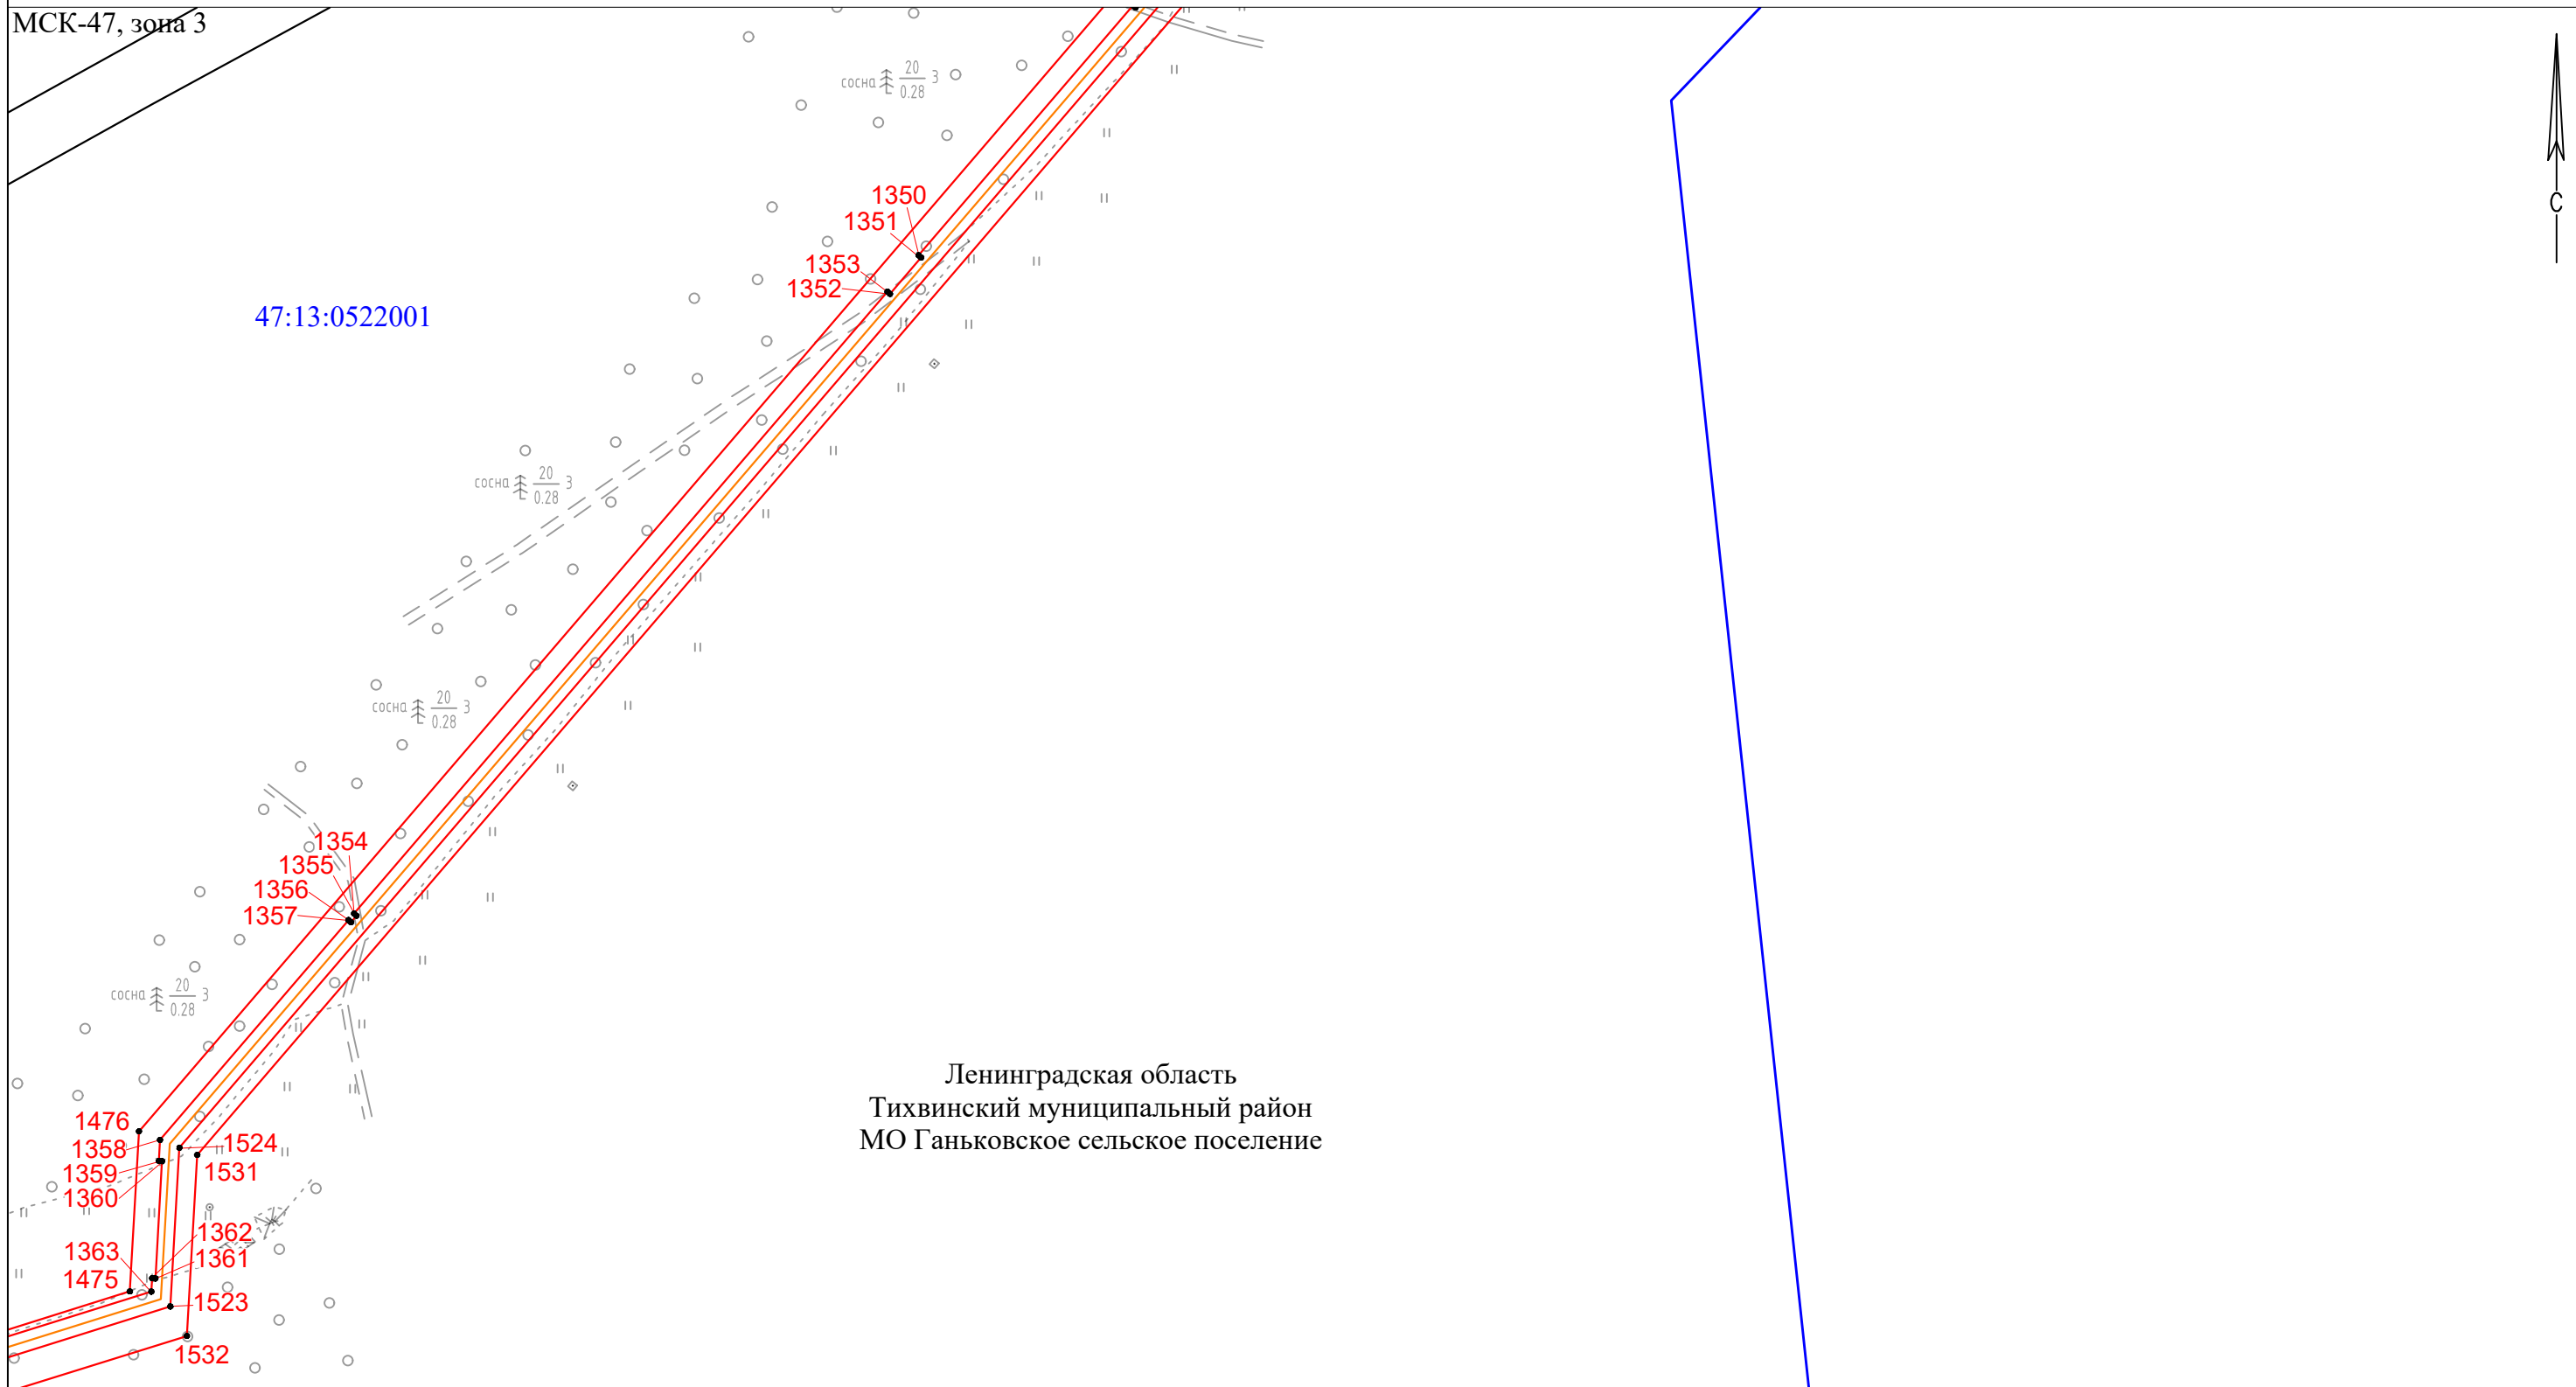 МСК-47, зона 3
сосна 20 3
0.28
С
1350
1351
1353
1352
47:13:0522001
сосна 20 3
0.28
сосна 20 3
0.28
1354
1355
1356
1357
сосна 20 3
0.28
Ленинградская область
Тихвинский муниципальный район
МО Ганьковское сельское поселение
1476
1358
1524
1359
1531
1360
1362
1363
1361
1475
1523
1532